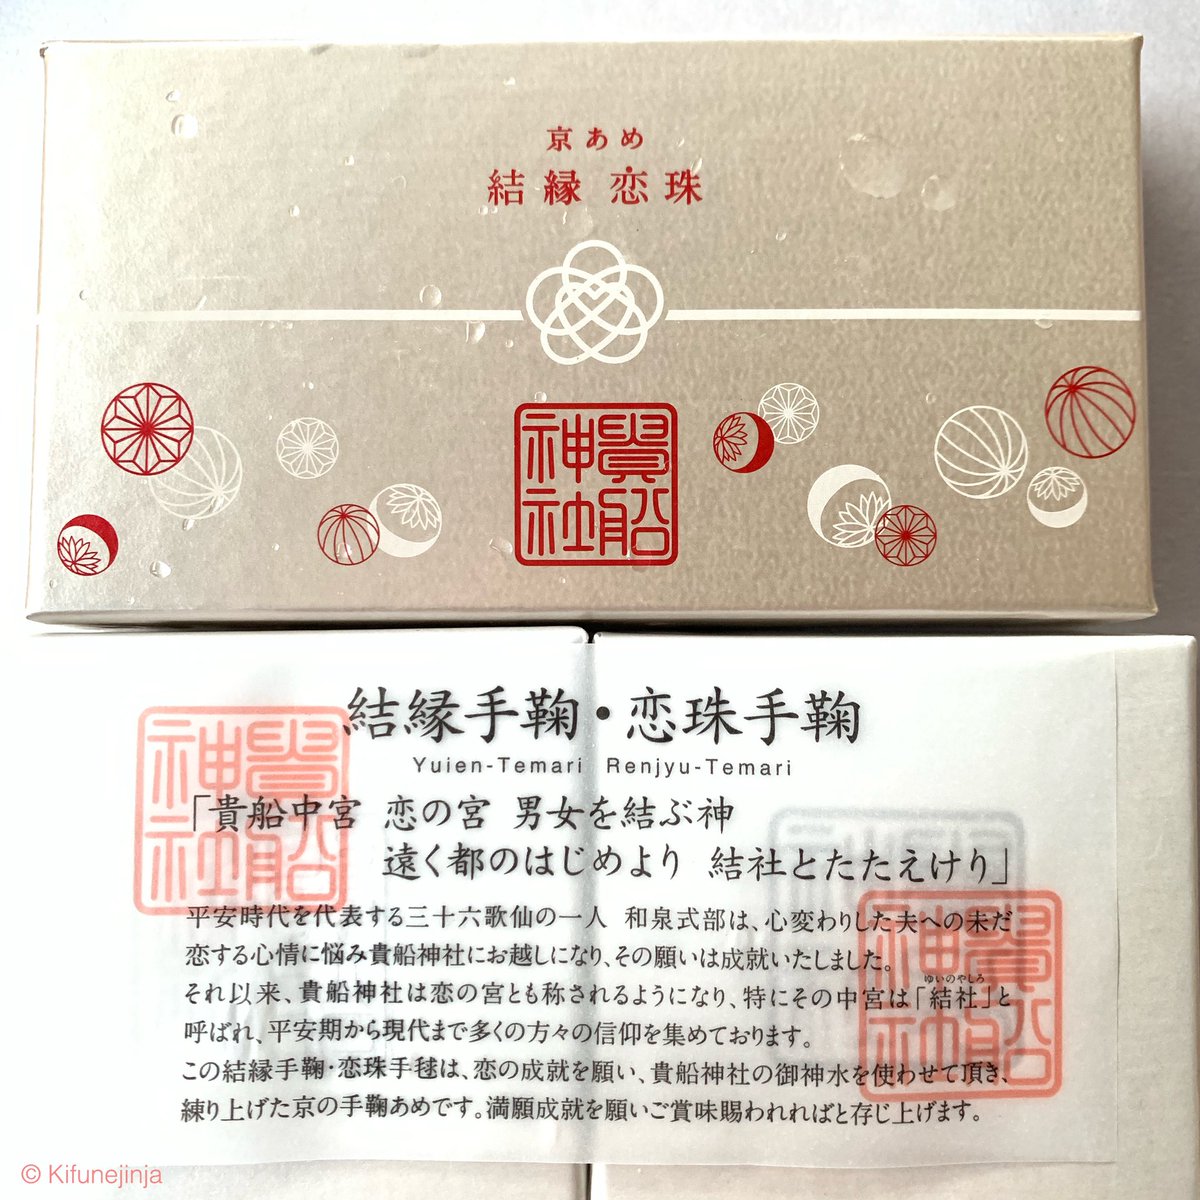 京あめ
結縁 恋珠
貴船神社
結縁手鞠・恋珠手鞠
Yuien-Temari Renjyu-Temari
「貴船中宮 恋の宮 男女を結ぶ神
遠く都のはじめより 結社とたたえけり」
平安時代を代表する三十六歌仙の一人 和泉式部は、心変わりした夫への未だ
恋する心情に悩み貴船神社にお越しになり、その願いは成就いたしました。
それ以来、貴船神社は恋の宮とも称されるようになり、特にその中宮は「結社」と
ゆいのやしろ
呼ばれ、平安期から現代まで多くの方々の信仰を集めております。
この結縁手鞠・恋珠手毬は、恋の成就を願い、貴船神社の御神水を使わせて頂き、
練り上げた京の手鞠あめです。満願成就を願いご賞味賜われればと存じ上げます。
貴船神社
貴船神社
© Kifunejinja